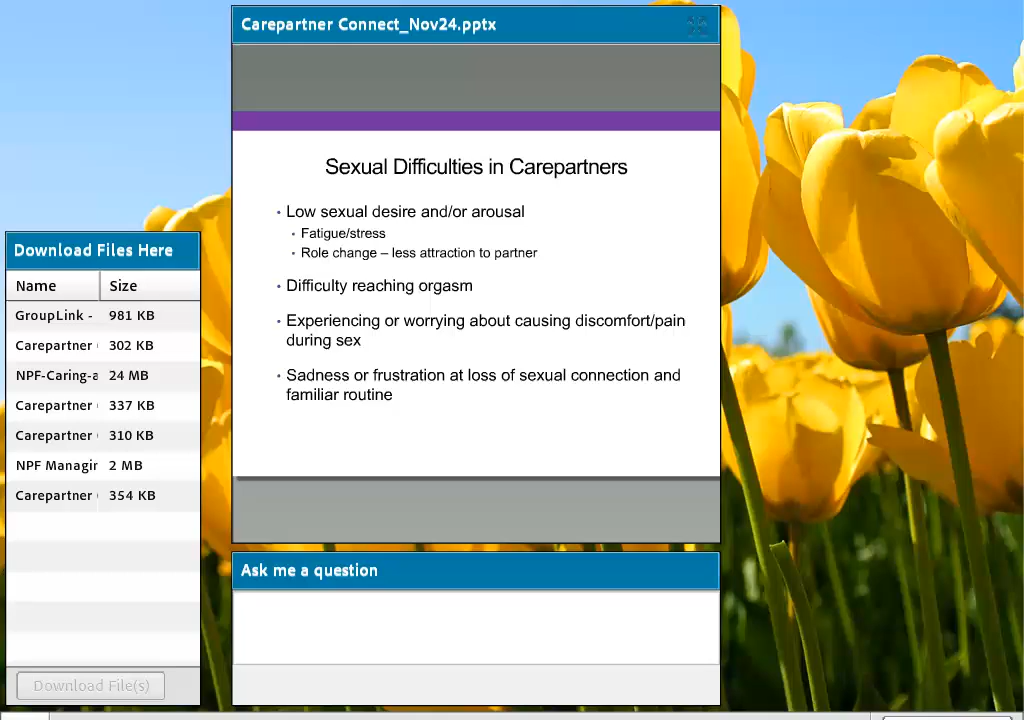 Carepartner Connect_Nov24.pptx
Sexual Difficulties in Carepartners
• Low sexual desire and/or arousal
• Fatigue/stress
• Role change – less attraction to partner
• Difficulty reaching orgasm
• Experiencing or worrying about causing discomfort/pain
during sex
• Sadness or frustration at loss of sexual connection and
familiar routine
Download Files Here
Name Size
GroupLink - 981 KB
Carepartner 302 KB
NPF-Caring-a 24 MB
Carepartner 337 KB
Carepartner 310 KB
NPF Managin 2 MB
Carepartner 354 KB
Download File(s)
Ask me a question